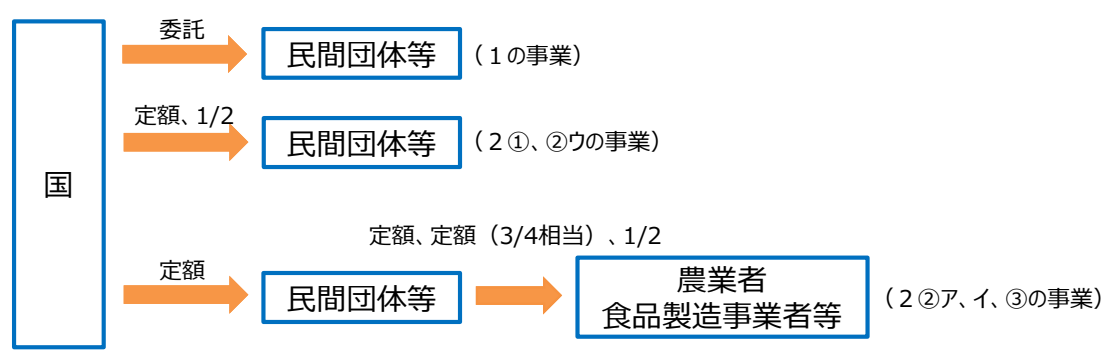 国
委託
民間団体等
(1の事業)
定額、1/2
民間団体等
(2①、②ウの事業)
定額、定額(3/4相当)、1/2
定額
民間団体等
農業者
食品製造事業者等
(2②ア、イ、③の事業)